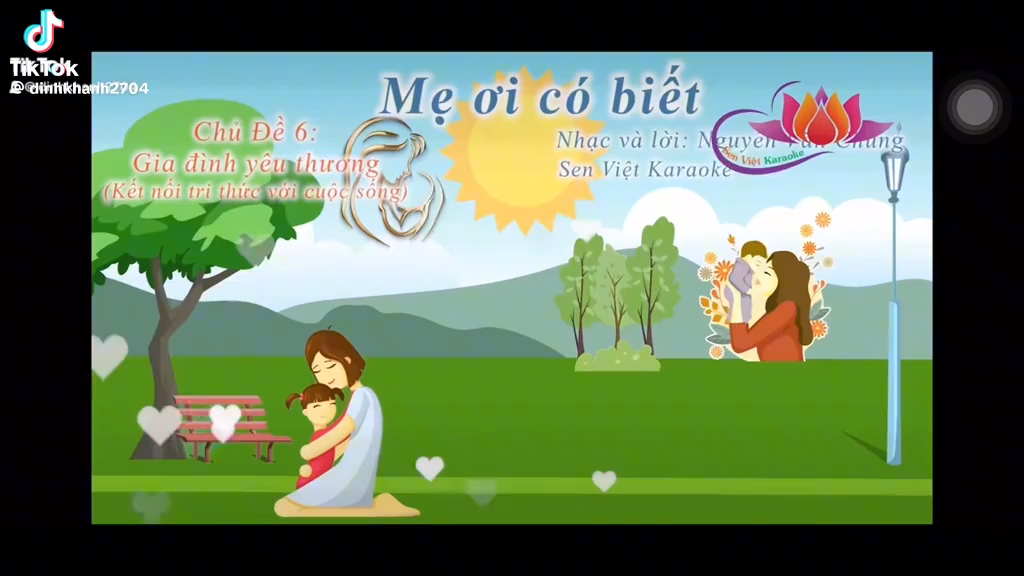 TikTok
@dinhkhanh2704
Mẹ ơi có biết
Chủ Đề 6:
Gia đình yêu thương
(Kết nối tri thức với cuộc sống)
Nhạc và lời: Nguyễn Văn Chung
Sen Việt Karaoke
Sen Việt Karaoke